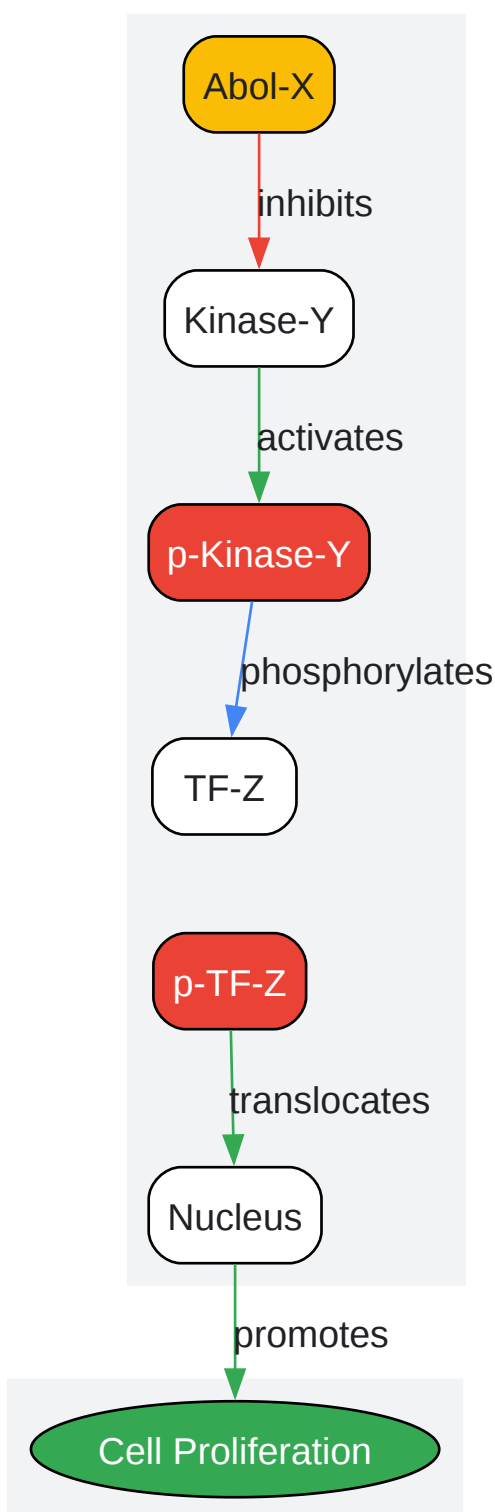 Abol-X
inhibits
Kinase-Y
activates
p-Kinase-Y
phosphorylates
TF-Z
p-TF-Z
translocates
Nucleus
promotes
Cell Proliferation